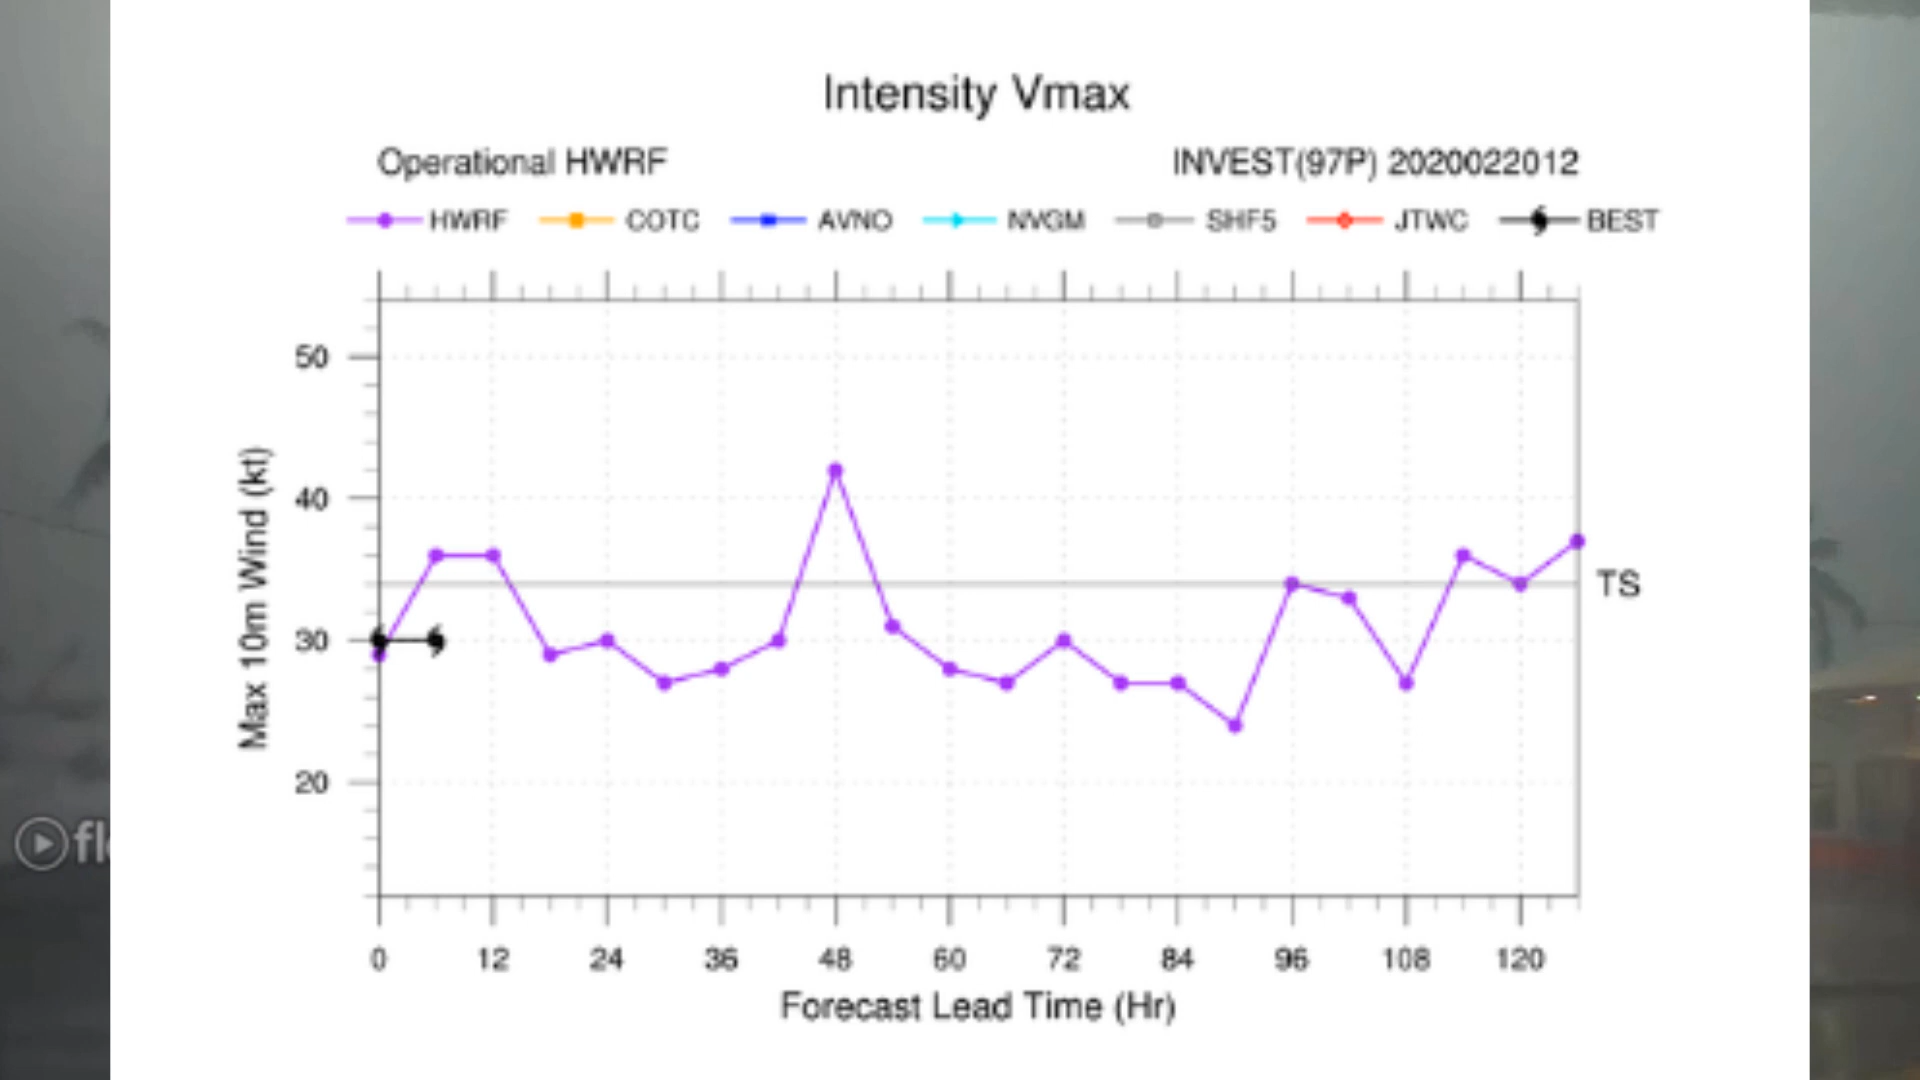 Intensity Vmax
Operational HWRF INVEST(97P) 2020022012
HWRF COTC AVNO NVGM SHF5 JTWC BEST
50
40
30
20
TS
Max 10m Wind (kt)
0 12 24 36 48 60 72 84 96 108 120
Forecast Lead Time (Hr)